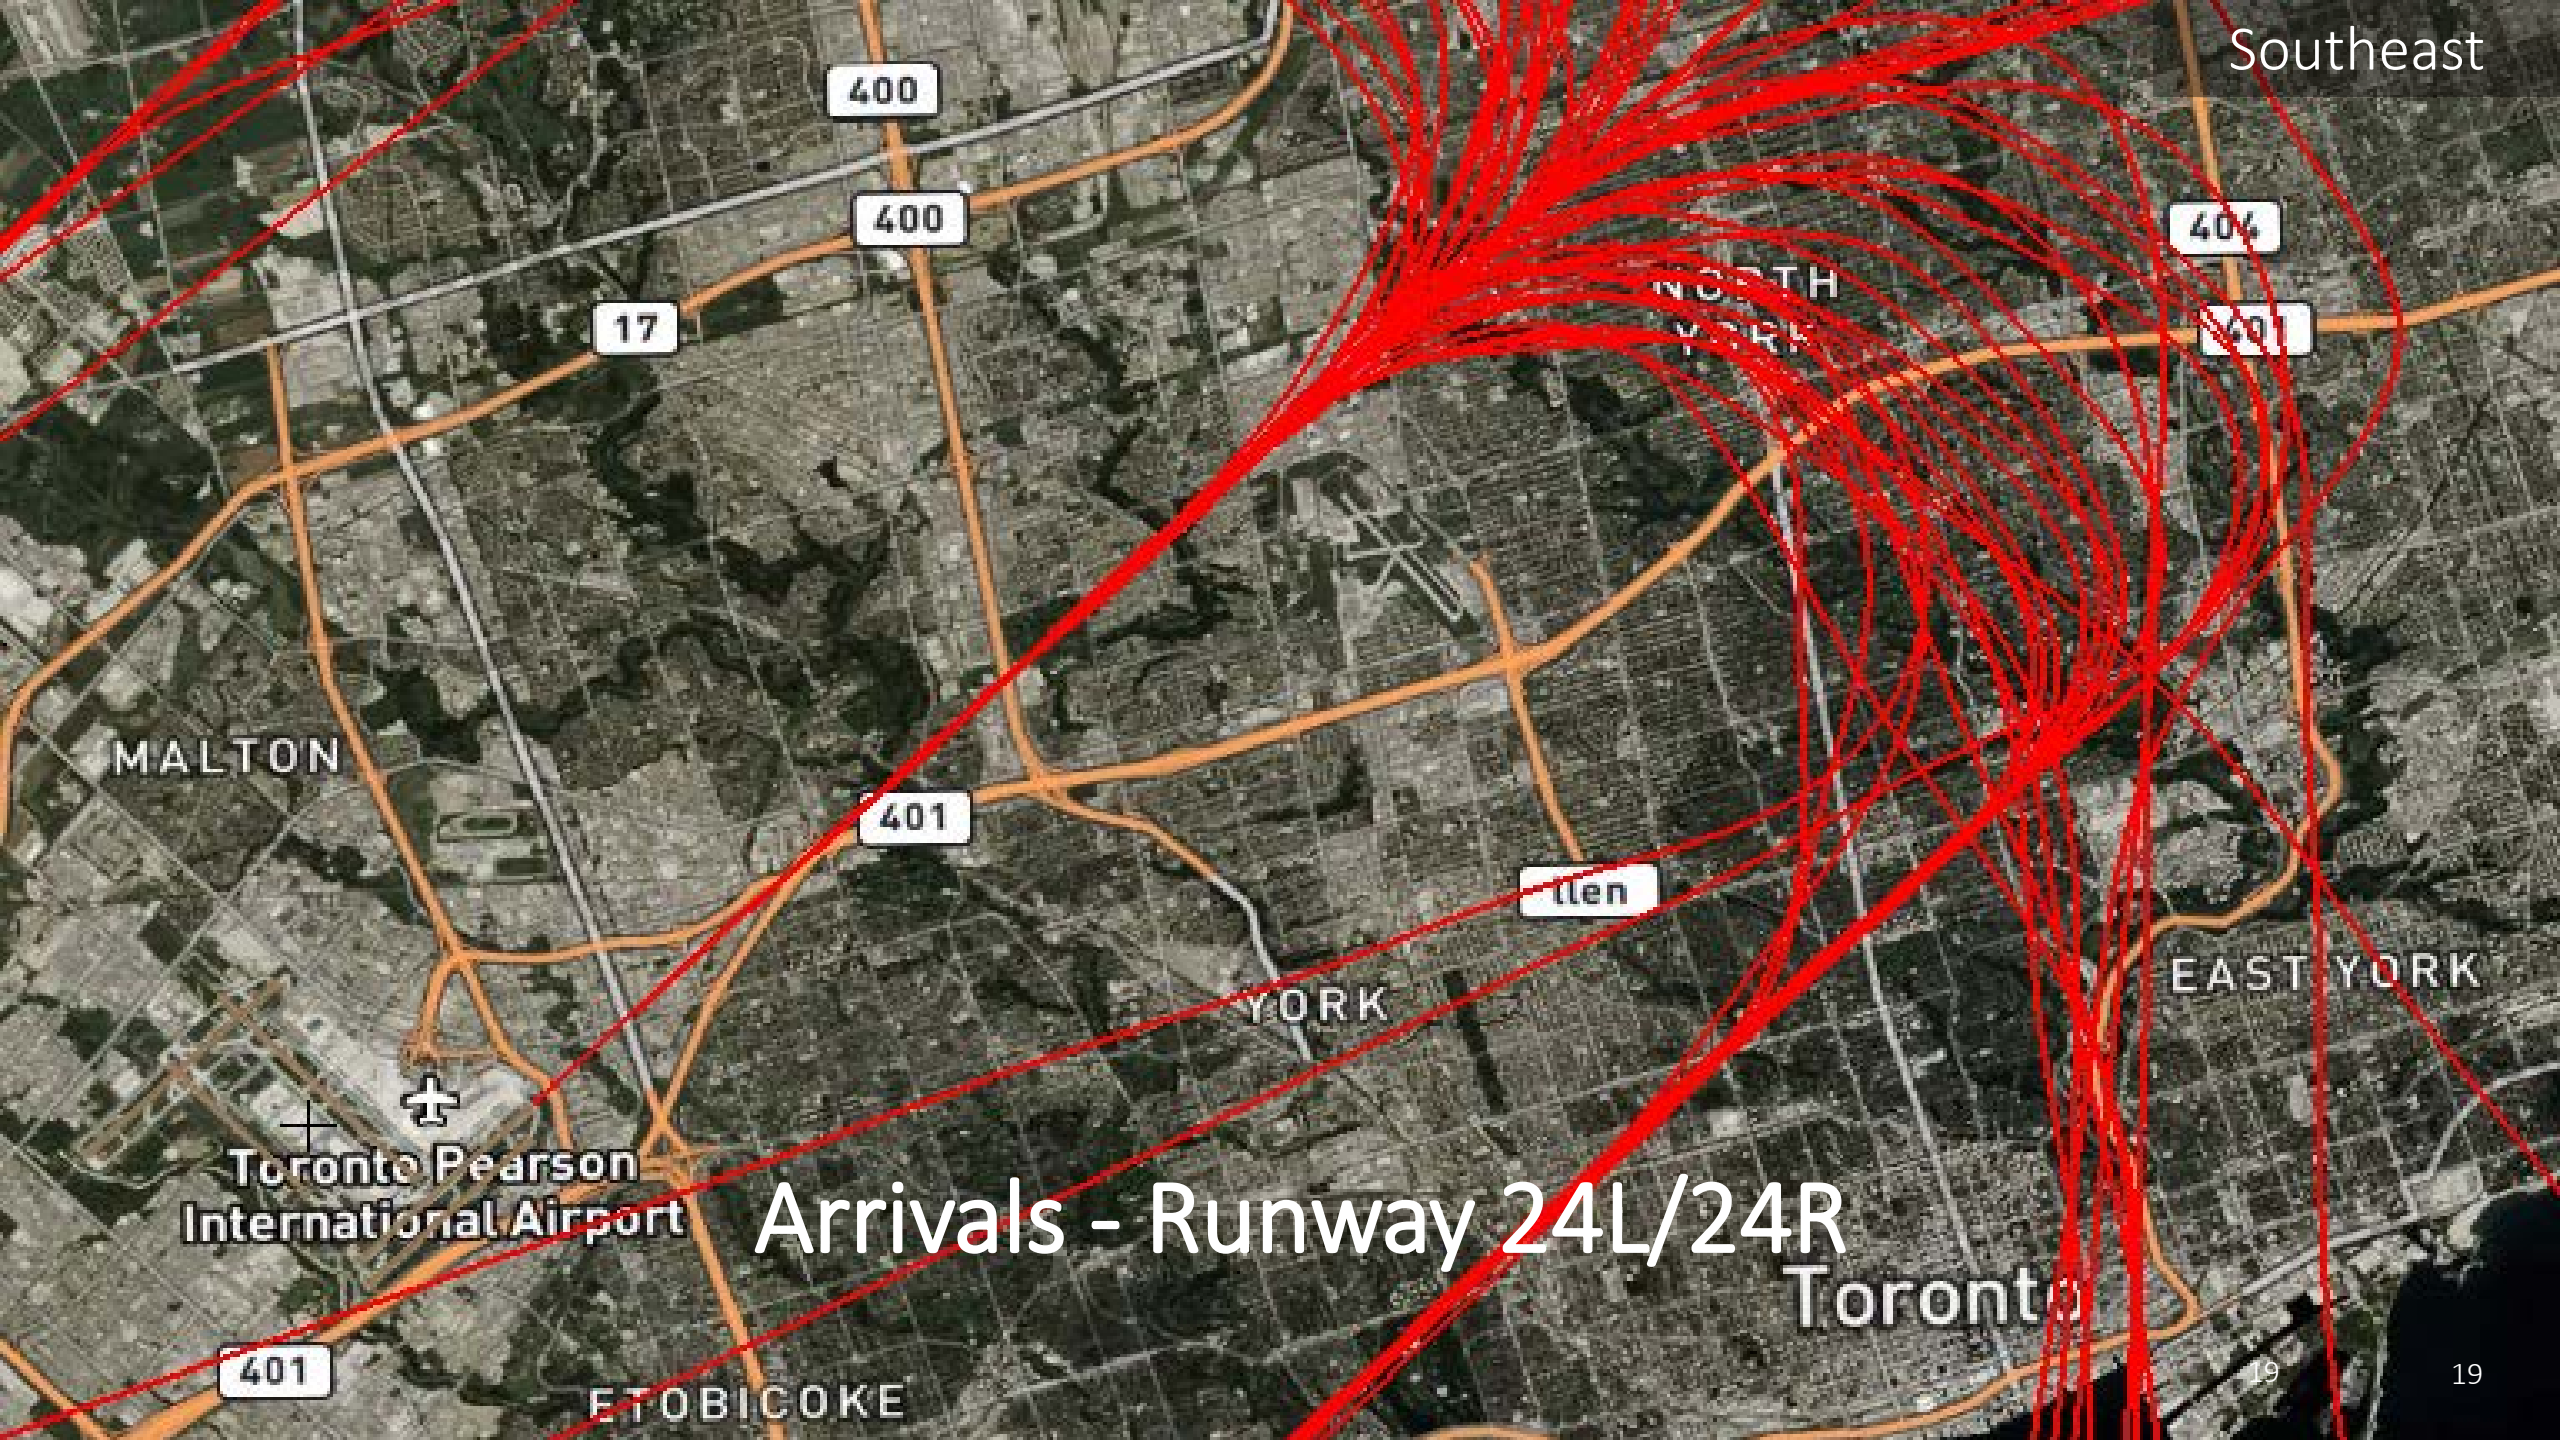 Southeast
400
400
404
NORTH
YORK
17
401
MALTON
401
llen
EAST YORK
YORK
Toronto Pearson
International Airport
Arrivals - Runway 24L/24R
Toronto
401
ETOBICOKE
19
19